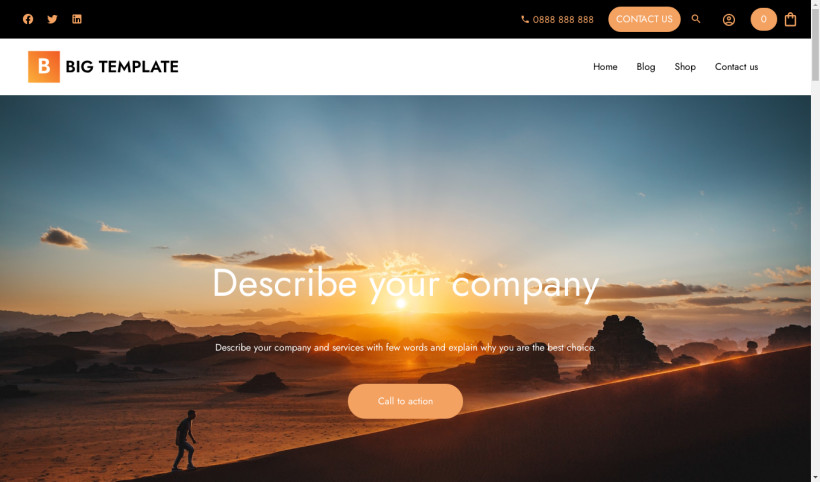 0888 888 888
CONTACT US
0
B BIG TEMPLATE
Home Blog Shop Contact us
Describe your company
Describe your company and services with few words and explain why you are the best choice.
Call to action